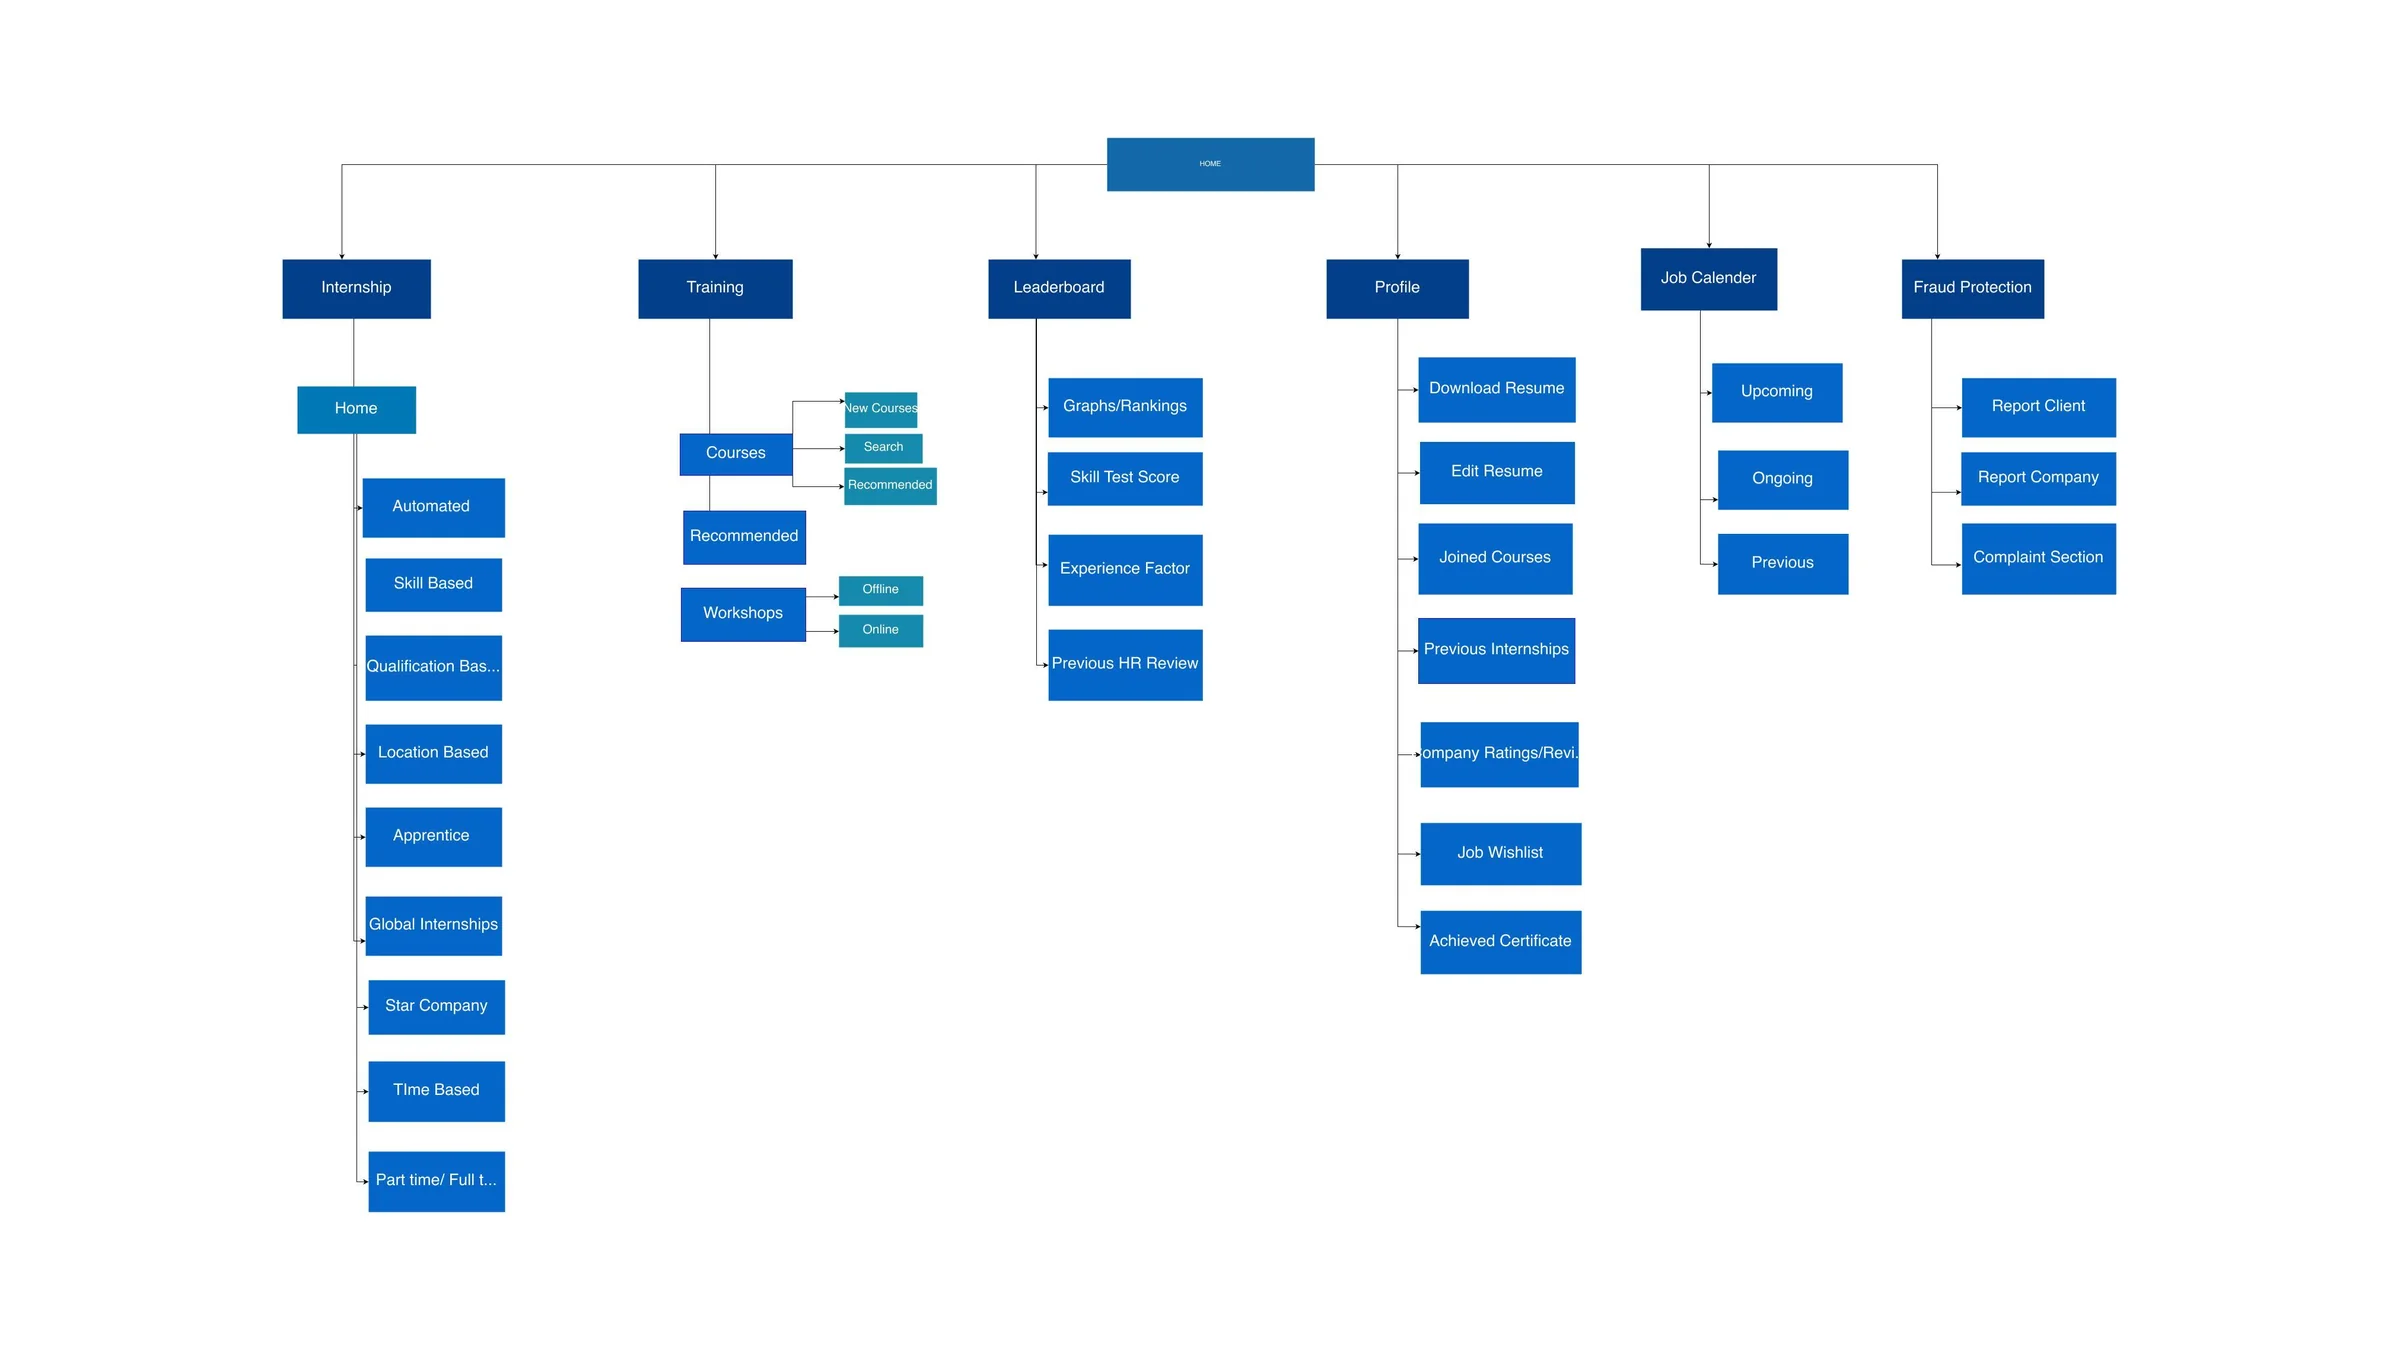 HOME
Internship
Training
Leaderboard
Profile
Job Calender
Fraud Protection
Home
Automated
Skill Based
Qualification Bas...
Location Based
Apprentice
Global Internships
Star Company
TIme Based
Part time/ Full t...
Courses
New Courses
Search
Recommended
Recommended
Workshops
Offline
Online
Graphs/Rankings
Skill Test Score
Experience Factor
Previous HR Review
Download Resume
Edit Resume
Joined Courses
Previous Internships
ompany Ratings/Revi.
Job Wishlist
Achieved Certificate
Upcoming
Ongoing
Previous
Report Client
Report Company
Complaint Section